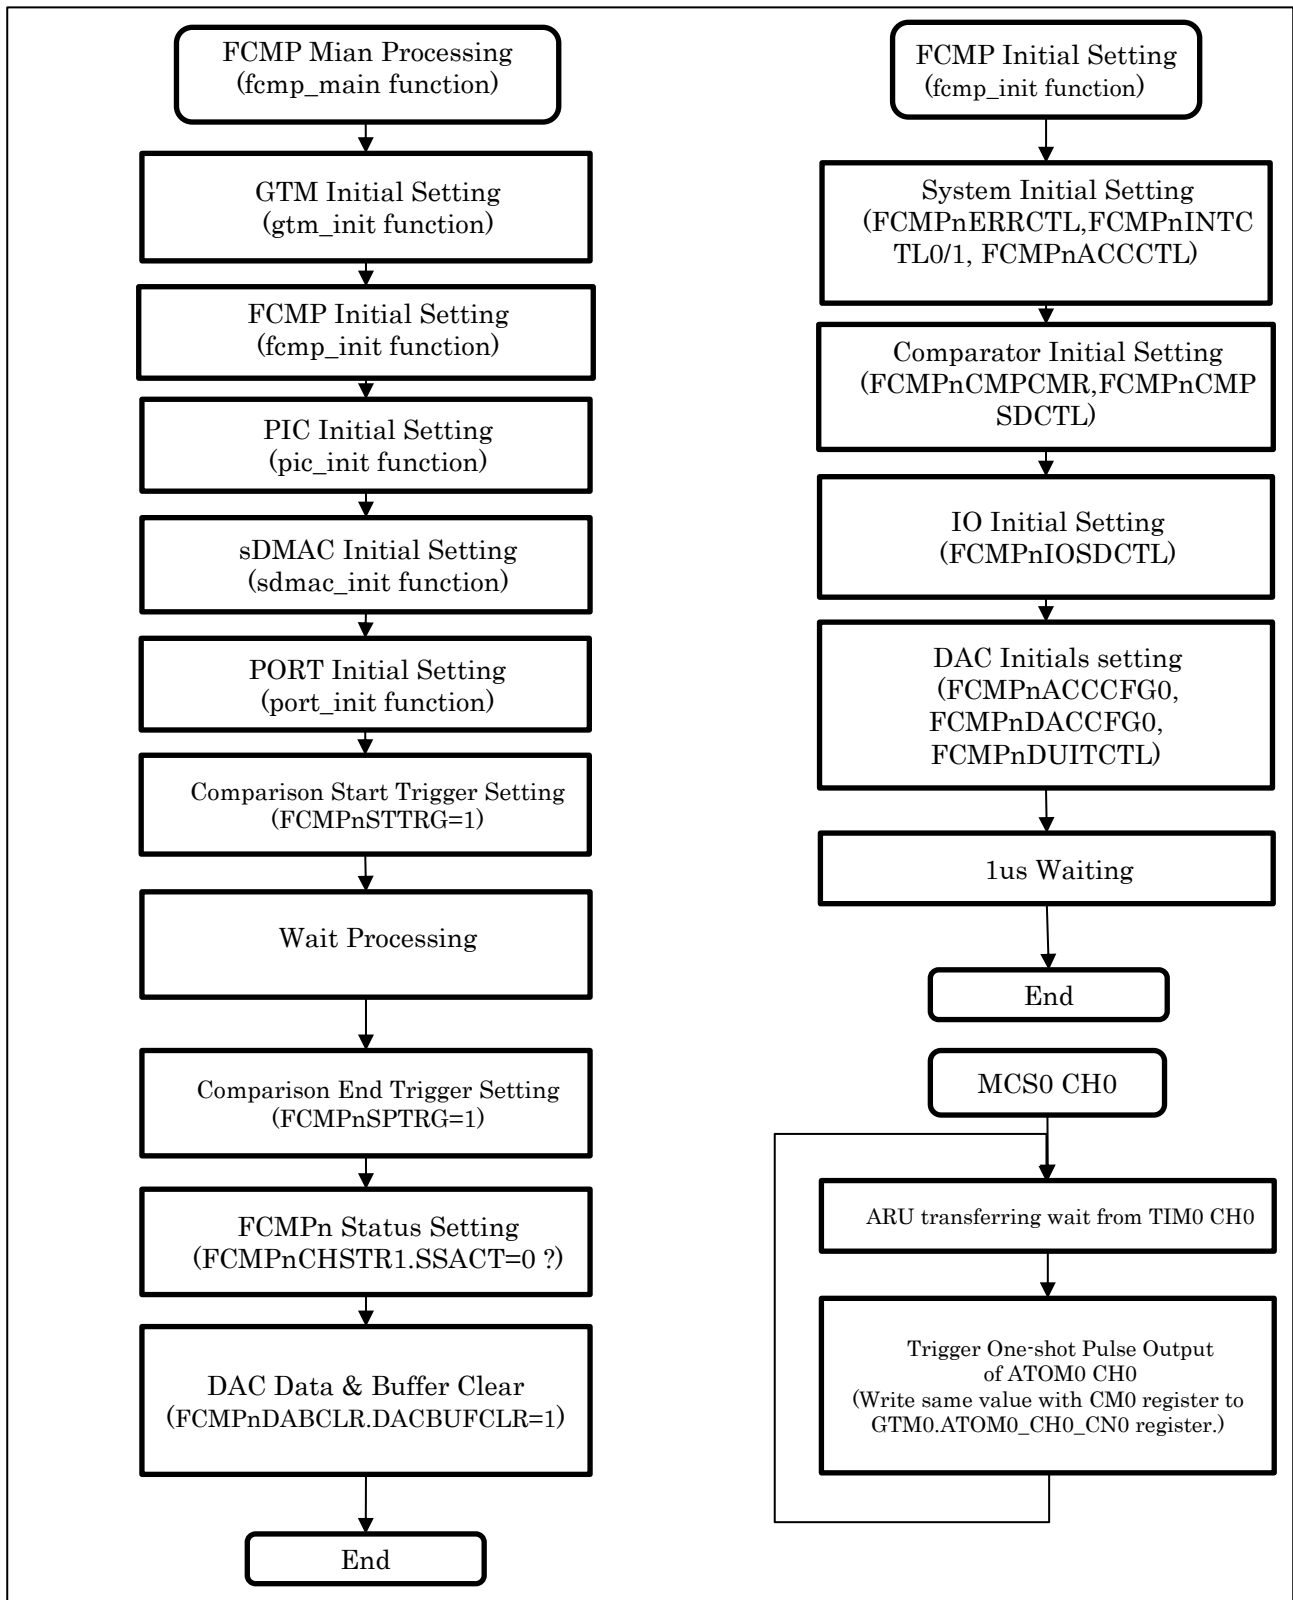 FCMP Mian Processing
(fcmp_main function)
GTM Initial Setting
(gtm_init function)
FCMP Initial Setting
(fcmp_init function)
PIC Initial Setting
(pic_init function)
sDMAC Initial Setting
(sdmac_init function)
PORT Initial Setting
(port_init function)
Comparison Start Trigger Setting
(FCMPnSTTRG=1)
Wait Processing
Comparison End Trigger Setting
(FCMPnSPTRG=1)
FCMPn Status Setting
(FCMPnCHSTR1.SSACT=0 ?)
DAC Data & Buffer Clear
(FCMPnDABCLR.DACBUFCLR=1)
End
FCMP Initial Setting
(fcmp_init function)
System Initial Setting
(FCMPnERRCTL,FCMPnINTC
TL0/1, FCMPnACCCTL)
Comparator Initial Setting
(FCMPnCMPCMR,FCMPnCMP
SDCTL)
IO Initial Setting
(FCMPnIOSDCTL)
DAC Initials setting
(FCMPnACCCFG0,
FCMPnDACCFG0,
FCMPnDUITCTL)
1us Waiting
End
MCS0 CH0
ARU transferring wait from TIM0 CH0
Trigger One-shot Pulse Output
of ATOM0 CH0
(Write same value with CM0 register to
GTM0.ATOM0_CH0_CN0 register.)